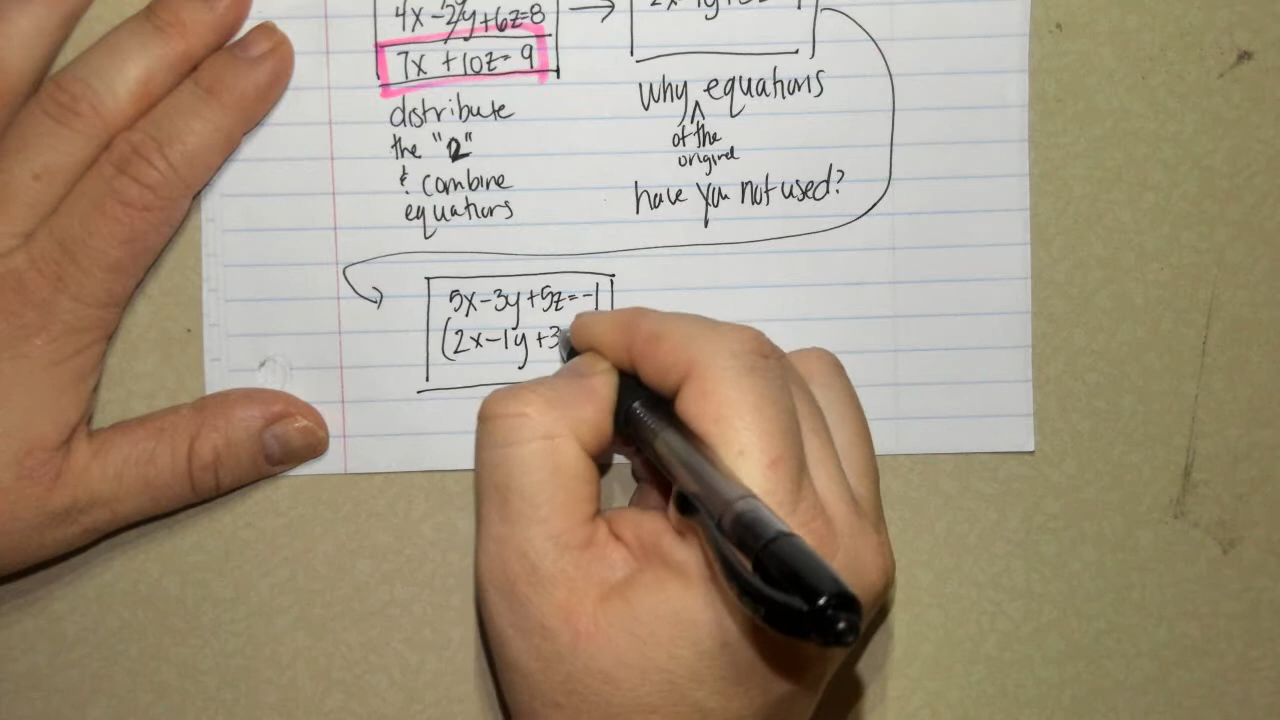 4x-2y+6z=8
7x +10z=9
distribute
the "2"
& combine
equations
why ^ equations
of the
original
have you not used?
5x-3y+5z=-1
(2x-1y+3